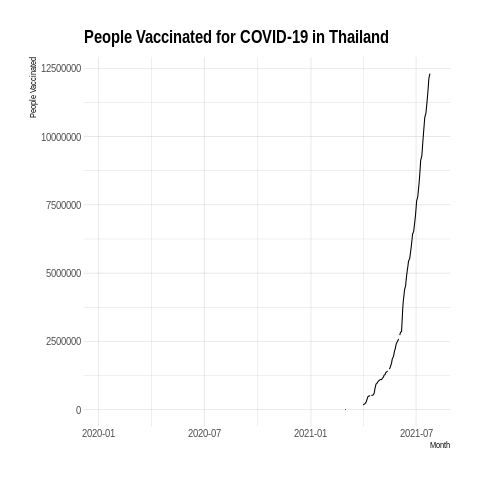 People Vaccinated for COVID-19 in Thailand
People Vaccinated
12500000
10000000
7500000
5000000
2500000
0
2020-01 2020-07 2021-01 2021-07
Month